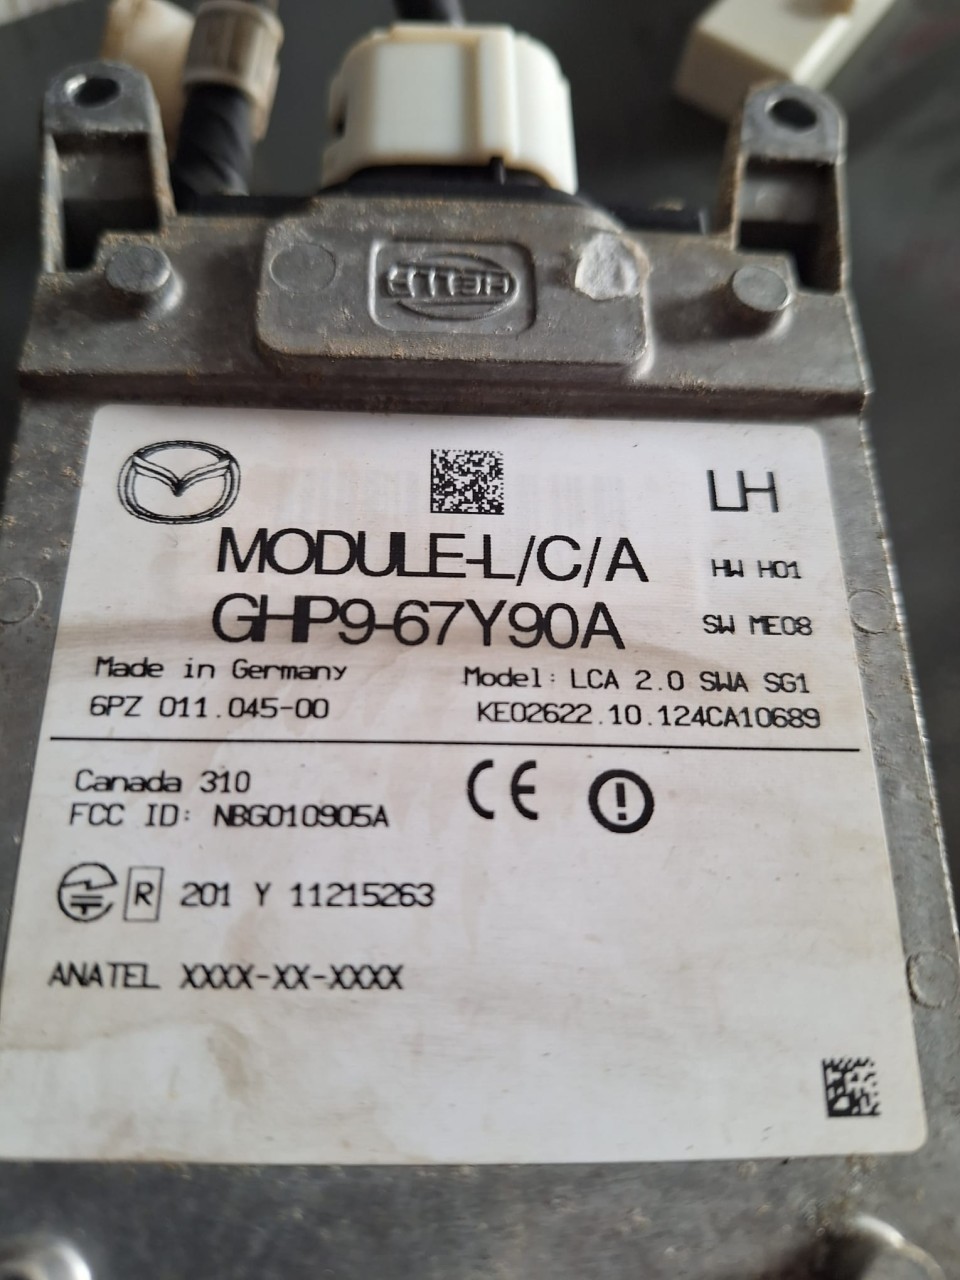 HELLA
LH
MODULE-L/C/A
HW H01
GHP9-67Y90A
SW ME08
Made in Germany
Model: LCA 2.0 SWA SG1
6PZ 011.045-00
KE02622.10.124CA10689
Canada 310
CE
FCC ID: NBG010905A
R 201 Y 11215263
ANATEL XXXX-XX-XXXX